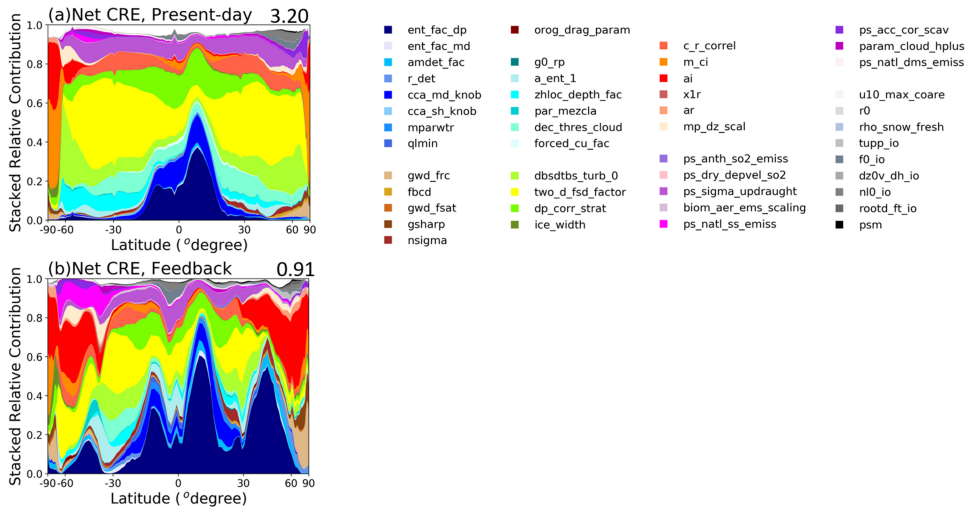 (a)Net CRE, Present-day 3.20
Stacked Relative Contribution
1.0
0.8
0.6
0.4
0.2
0.0
-90 -60 -30 0 30 60 90
Latitude (°degree)
(b)Net CRE, Feedback 0.91
Stacked Relative Contribution
1.0
0.8
0.6
0.4
0.2
0.0
-90 -60 -30 0 30 60 90
Latitude (°degree)
ent_fac_dp
ent_fac_md
amdet_fac
r_det
cca_md_knob
cca_sh_knob
mparwtr
qlmin
gwd_frc
fbcd
gwd_fsat
gsharp
nsigma
orog_drag_param
g0_rp
a_ent_1
zhloc_depth_fac
par_mezcla
dec_thres_cloud
forced_cu_fac
dbsdtbs_turb_0
two_d_fsd_factor
dp_corr_strat
ice_width
c_r_correl
m_ci
ai
x1r
ar
mp_dz_scal
ps_anth_so2_emiss
ps_dry_depvel_so2
ps_sigma_updraught
biom_aer_ems_scaling
ps_natl_ss_emiss
ps_acc_cor_scav
param_cloud_hplus
ps_natl_dms_emiss
u10_max_coare
r0
rho_snow_fresh
tupp_io
f0_io
dz0v_dh_io
nl0_io
rootd_ft_io
psm